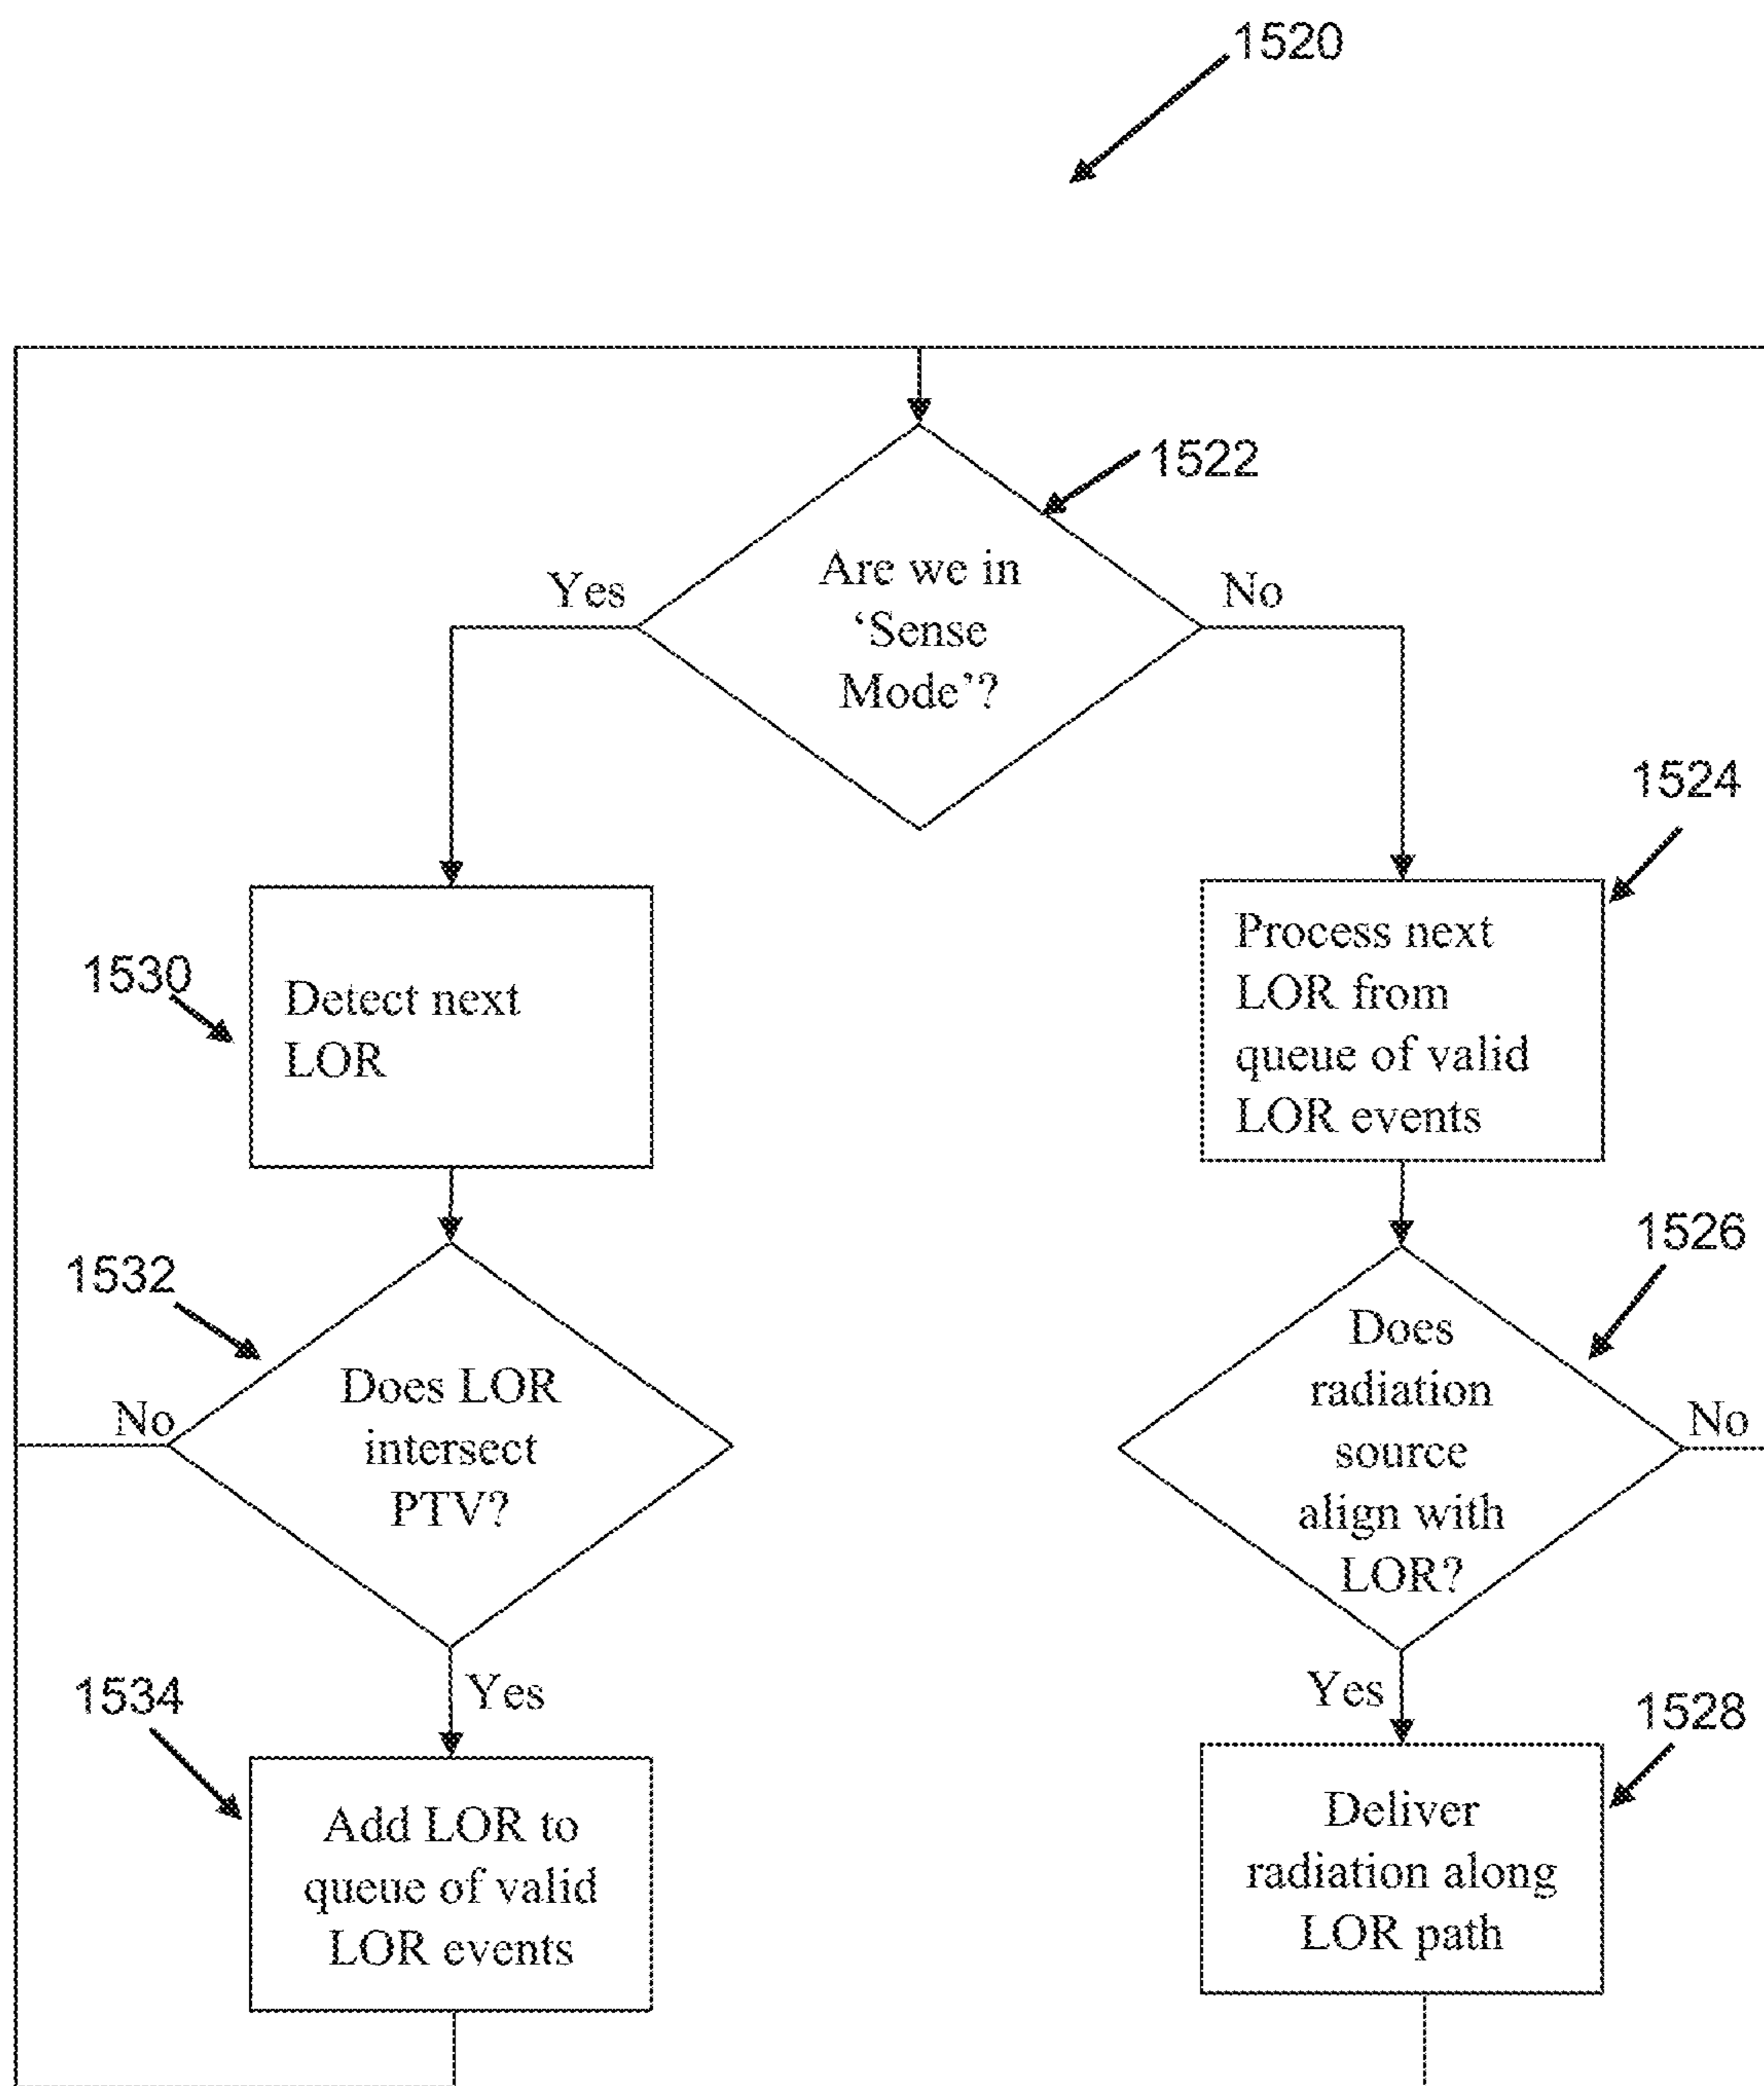 1520
1522
Are we in
‘Sense
Mode’?
Yes
No
1524
Process next
LOR from
queue of valid
LOR events
1530
Detect next
LOR
1526
Does
radiation
source
align with
LOR?
No
1532
Does LOR
intersect
PTV?
No
Yes
Yes
1534
Add LOR to
queue of valid
LOR events
1528
Deliver
radiation along
LOR path